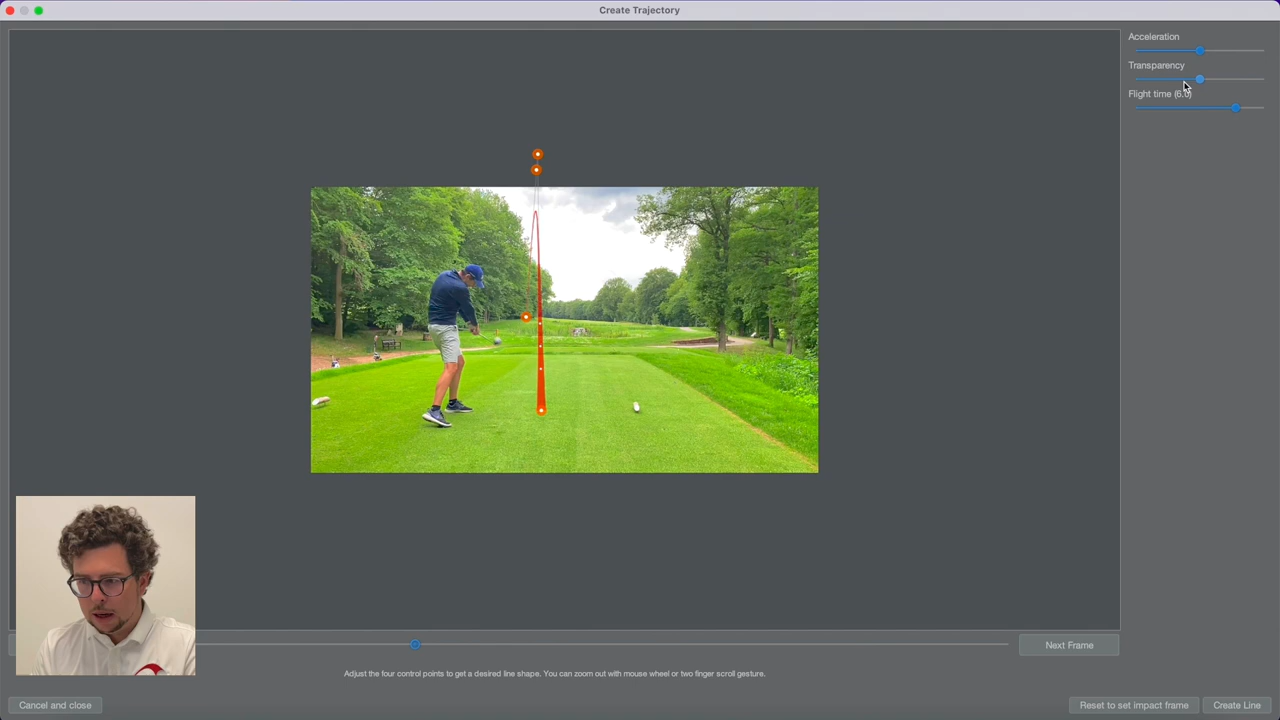 Create Trajectory
Acceleration
Transparency
Flight time (6.0)
Next Frame
Adjust the four control points to get a desired line shape. You can zoom out with mouse wheel or two finger scroll gesture.
Cancel and close
Reset to set impact frame
Create Line